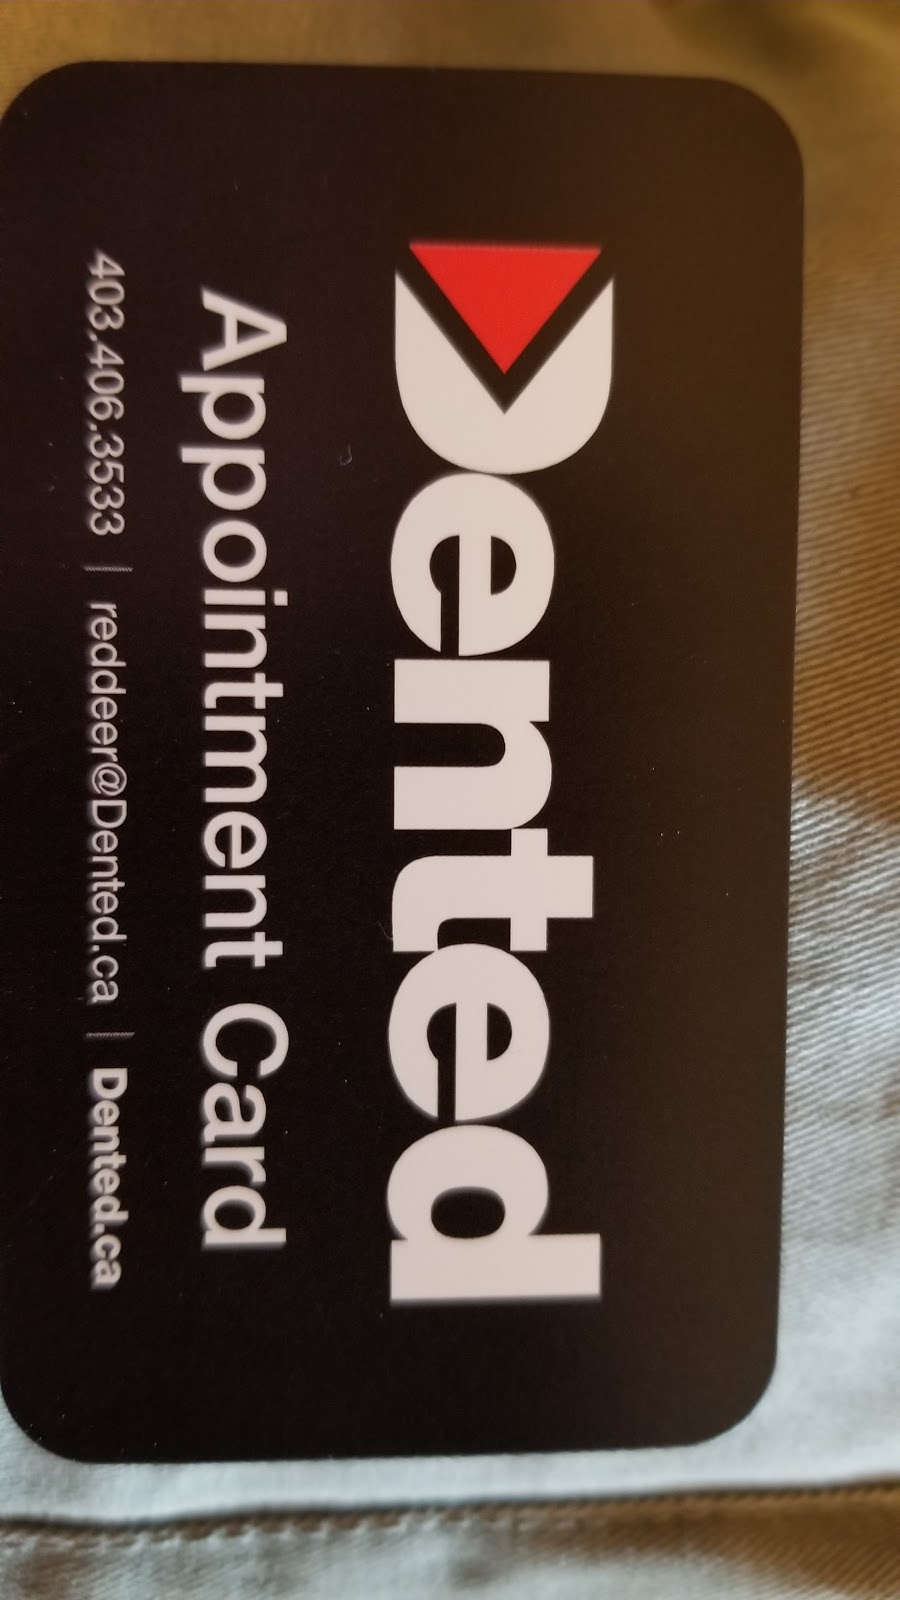 Dented
Appointment Card
403.406.3533 | reddeer@Dented.ca | Dented.ca